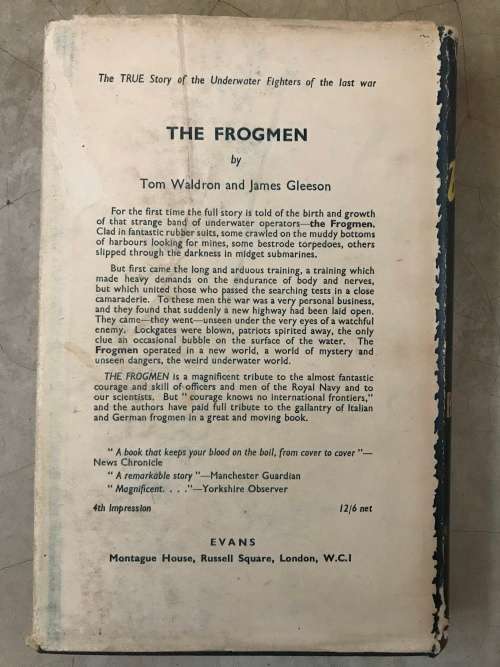 The TRUE Story of the Underwater Fighters of the last war
THE FROGMEN
by
Tom Waldron and James Gleeson
For the first time the full story is told of the birth and growth
of that strange band of underwater operators—the Frogmen.
Clad in fantastic rubber suits, some crawled on the muddy bottoms
of harbours looking for mines, some bestrode torpedoes, others
slipped through the darkness in midget submarines.
But first came the long and arduous training, a training which
made heavy demands on the endurance of body and nerves,
but which united those who passed the searching tests in a close
camaraderie. To these men the war was a very personal business,
and they found that suddenly a new highway had been laid open.
They came—they went—unseen under the very eyes of a watchful
enemy. Lockgates were blown, patriots spirited away, the only
clue an occasional bubble on the surface of the water. The
Frogmen operated in a new world, a world of mystery and
unseen dangers, the weird underwater world.
THE FROGMEN is a magnificent tribute to the almost fantastic
courage and skill of officers and men of the Royal Navy and to
our scientists. But "courage knows no international frontiers,"
and the authors have paid full tribute to the gallantry of Italian
and German frogmen in a great and moving book.
"A book that keeps your blood on the boil, from cover to cover"—
News Chronicle
"A remarkable story"—Manchester Guardian
"Magnificent. . . ."—Yorkshire Observer
4th Impression 12/6 net
EVANS
Montague House, Russell Square, London, W.C.1